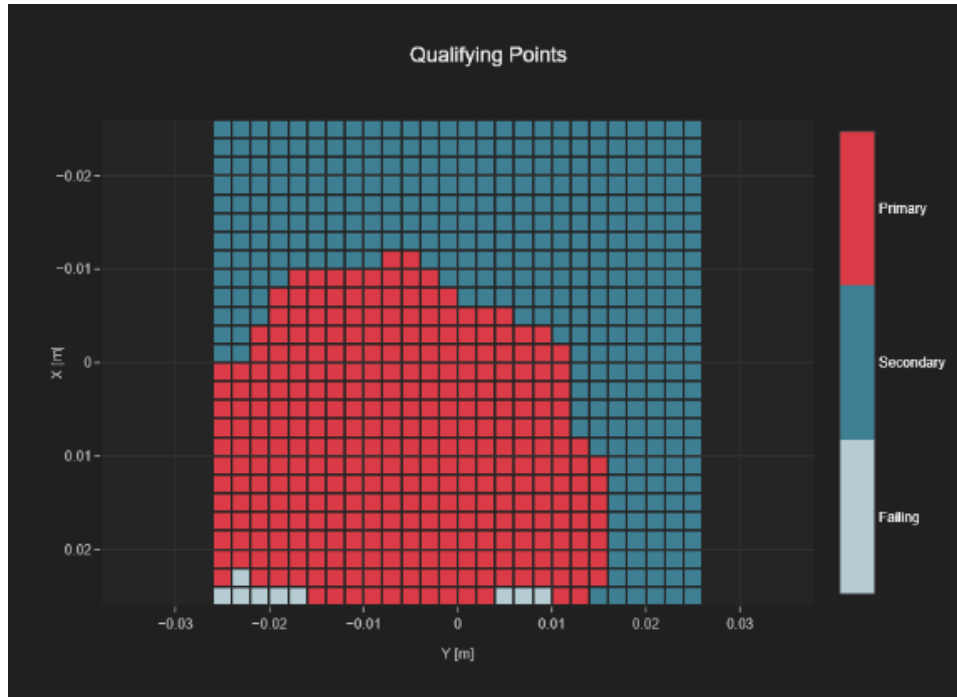 Qualifying Points
Primary
Secondary
Failing
−0.02
−0.01
0
0.01
0.02
X [m]
−0.03
−0.02
−0.01
0
0.01
0.02
0.03
Y [m]